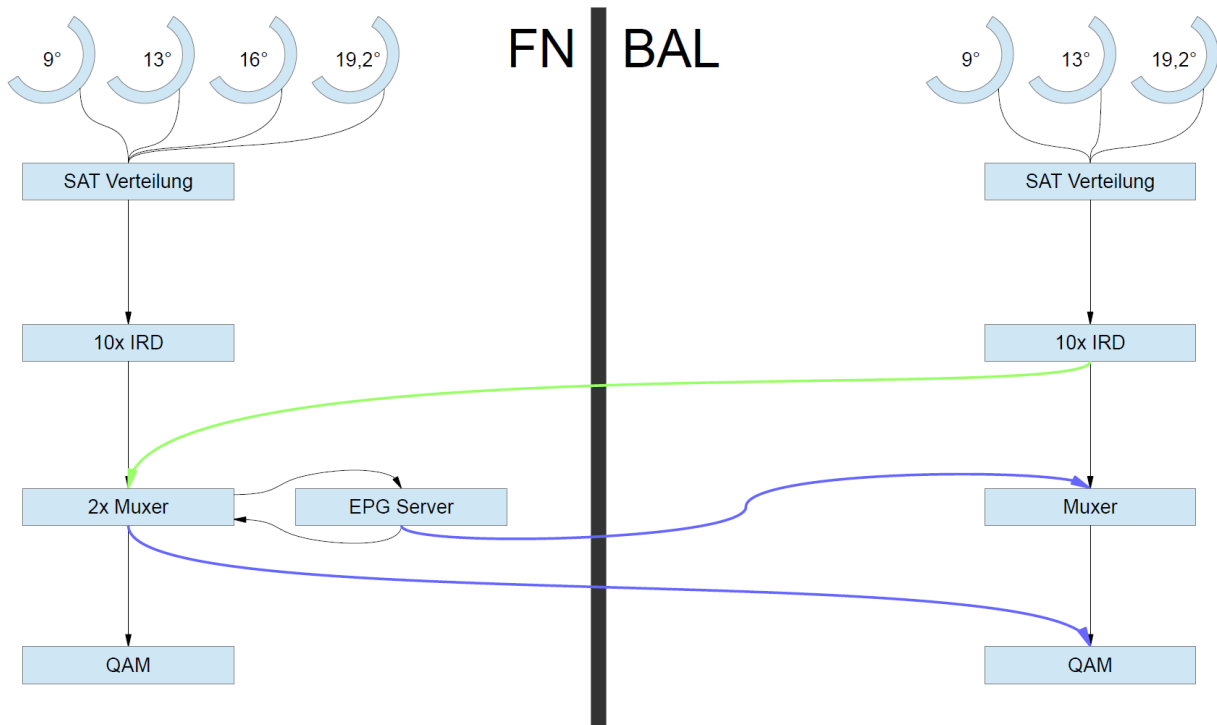 FN
BAL
9°
13°
16°
19,2°
9°
13°
19,2°
SAT Verteilung
SAT Verteilung
10x IRD
10x IRD
2x Muxer
EPG Server
Muxer
QAM
QAM